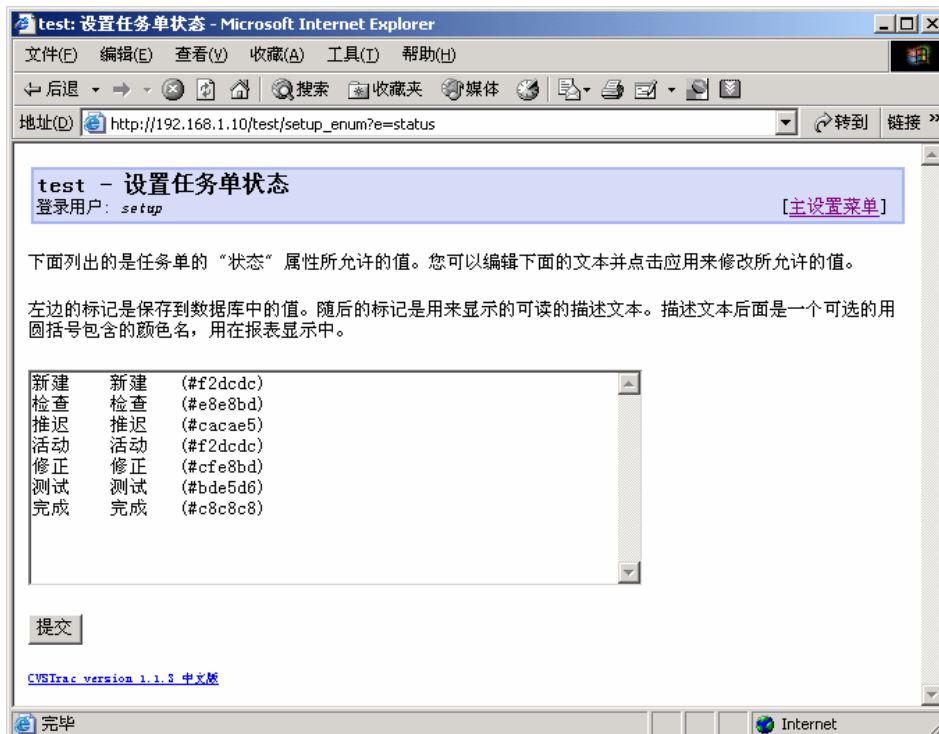 test: 设置任务单状态 - Microsoft Internet Explorer
文件(F) 编辑(E) 查看(V) 收藏(A) 工具(T) 帮助(H)
后退 搜索 收藏夹 媒体
地址(D) http://192.168.1.10/test/setup_enum?e=status 转到 链接 »
test - 设置任务单状态
登录用户: setup [主设置菜单]
下面列出的是任务单的“状态”属性所允许的值。您可以编辑下面的文本并点击应用来修改所允许的值。
左边的标记是保存到数据库中的值。随后的标记是用来显示的可读的描述文本。描述文本后面是一个可选的用
圆括号包含的颜色名，用在报表显示中。
新建 新建 (#f2dcdc)
检查 检查 (#e8e8bd)
推迟 推迟 (#cacae5)
活动 活动 (#f2dcdc)
修正 修正 (#cfe8bd)
测试 测试 (#bde5d6)
完成 完成 (#c8c8c8)
提交
CVSTrac version 1.1.3 中文版
完毕 Internet